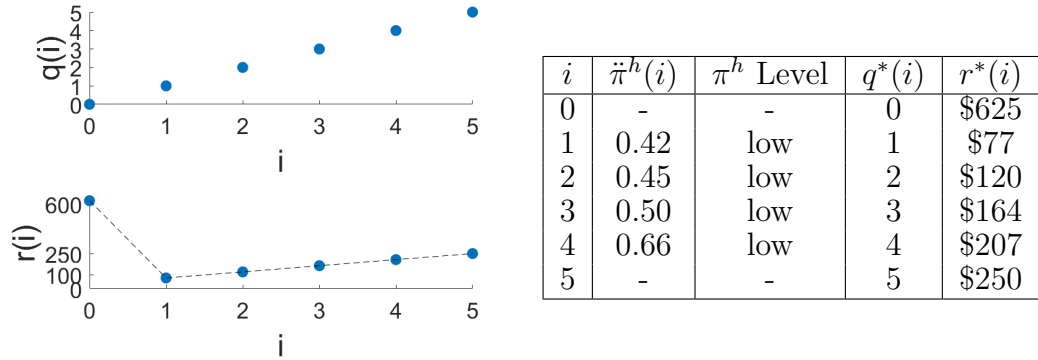 q(i)
5
4
3
2
1
0
0 1 2 3 4 5
i
r(i)
600
250
100
0
0 1 2 3 4 5
i
i π̈^h(i) π^h Level q*(i) r*(i)
0 - - 0 $625
1 0.42 low 1 $77
2 0.45 low 2 $120
3 0.50 low 3 $164
4 0.66 low 4 $207
5 - - 5 $250